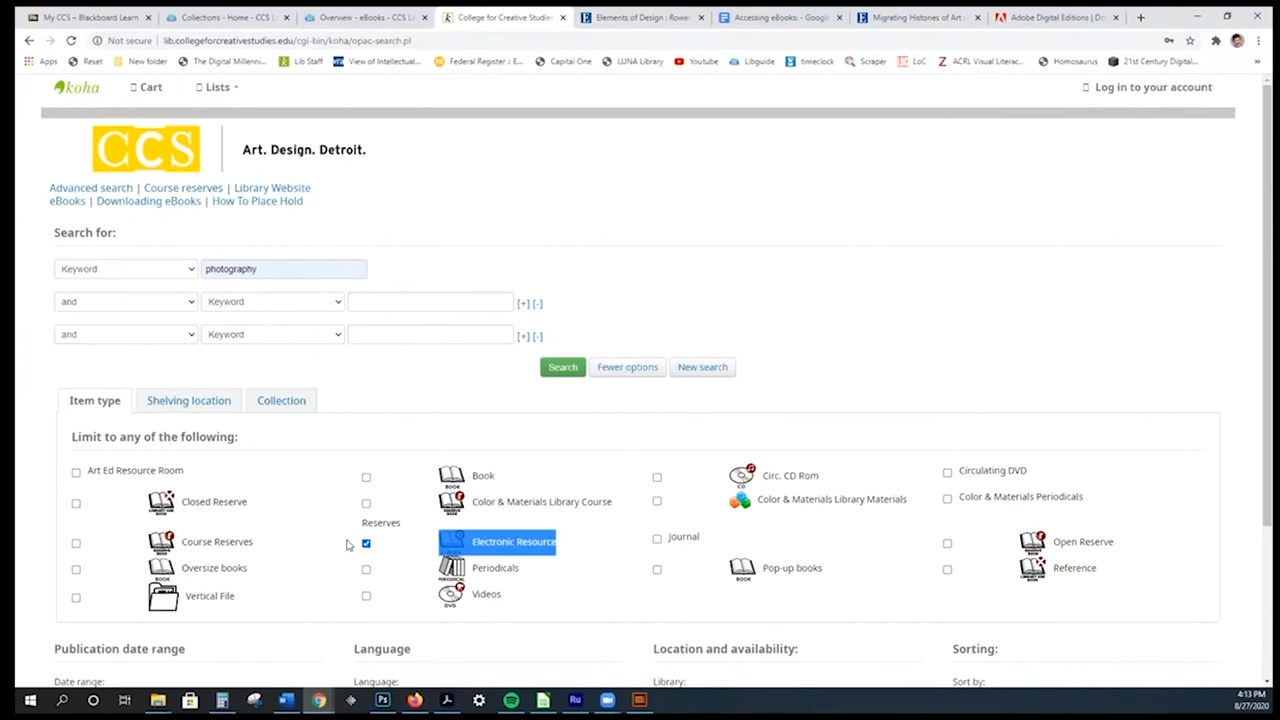 My CCS – Blackboard Learn
Collections - Home - CCS L
Overview - eBooks - CCS Li
College for Creative Studies
Elements of Design : Rower
Accessing eBooks: - Google
Migrating Histories of Art :
Adobe Digital Editions | Do
Not secure | lib.collegeforcreativestudies.edu/cgi-bin/koha/opac-search.pl
Apps Reset New folder The Digital Millenni... Lib Staff View of Intellectual... Federal Register :: E... Capital One LUNA Library Youtube Libguide timeclock Scraper LoC ACRL Visual Literac... Homosaurus 21st Century Digital... »
koha Cart Lists Log in to your account
CCS Art. Design. Detroit.
Advanced search | Course reserves | Library Website
eBooks | Downloading eBooks | How To Place Hold
Search for:
Keyword photography
and Keyword [+] [-]
and Keyword [+] [-]
Search Fewer options New search
Item type Shelving location Collection
Limit to any of the following:
Art Ed Resource Room Book Circ. CD Rom Circulating DVD
Closed Reserve Color & Materials Library Course Color & Materials Library Materials Color & Materials Periodicals
Reserves
Course Reserves Electronic Resource Journal Open Reserve
Oversize books Periodicals Pop-up books Reference
Vertical File Videos
Publication date range Language Location and availability: Sorting:
Date range: Language: Library: Sort by:
4:13 PM
8/27/2020